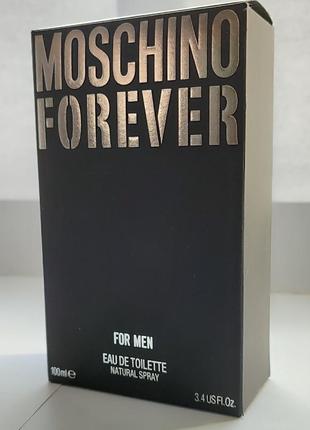 MOSCHINO
FOREVER
FOR MEN
EAU DE TOILETTE
NATURAL SPRAY
100ml e 3.4 US Fl. Oz.